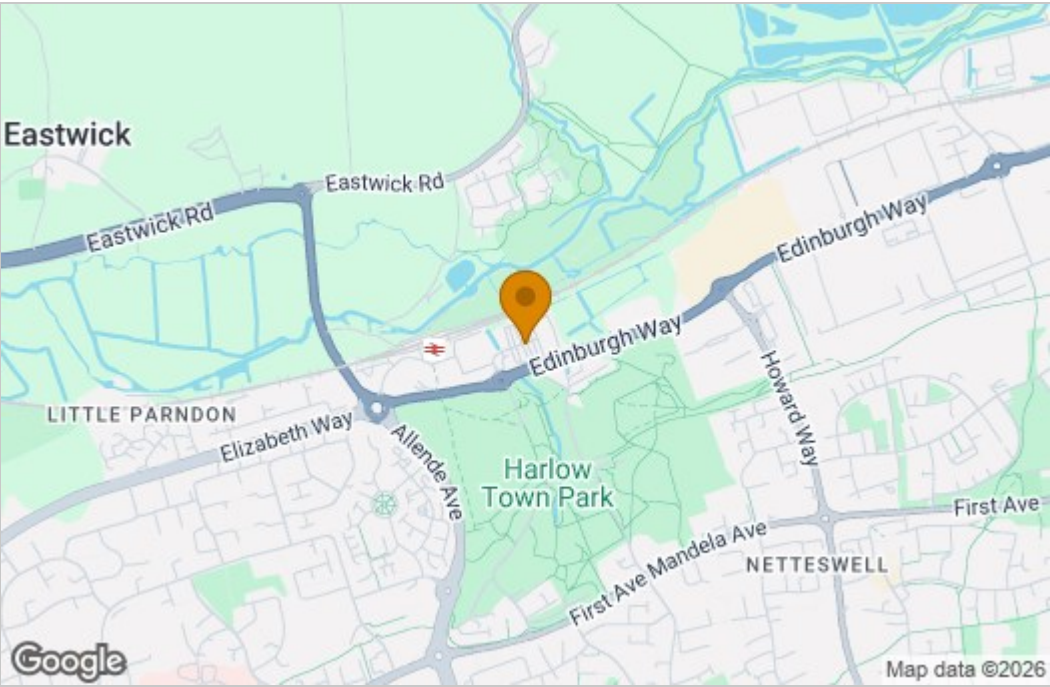 Eastwick
Eastwick Rd
Eastwick Rd
Edinburgh Way
Edinburgh Way
LITTLE PARNDON
Elizabeth Way
Allende Ave
Howard Way
Harlow
Town Park
First Ave
First Ave Mandela Ave
NETTESWELL
Google
Map data ©2026